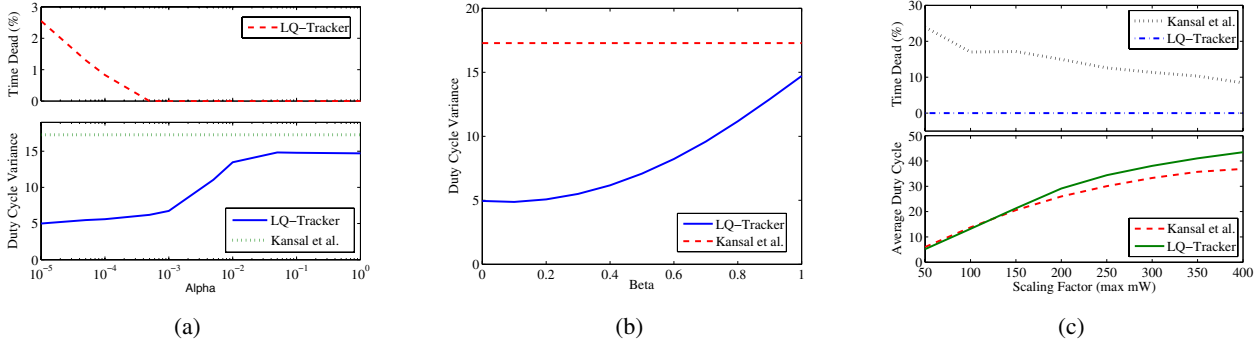 3
2
1
0
Time Dead (%)
LQ−Tracker
15
10
5
0
Duty Cycle Variance
LQ−Tracker
Kansal et al.
10^−5
10^−4
10^−3
10^−2
10^−1
10^0
Alpha
(a)
20
15
10
5
0
Duty Cycle Variance
LQ−Tracker
Kansal et al.
0
0.2
0.4
0.6
0.8
1
Beta
(b)
30
20
10
0
Time Dead (%)
Kansal et al.
LQ−Tracker
50
40
30
20
10
0
Average Duty Cycle
Kansal et al.
LQ−Tracker
50
100
150
200
250
300
350
400
Scaling Factor (max mW)
(c)